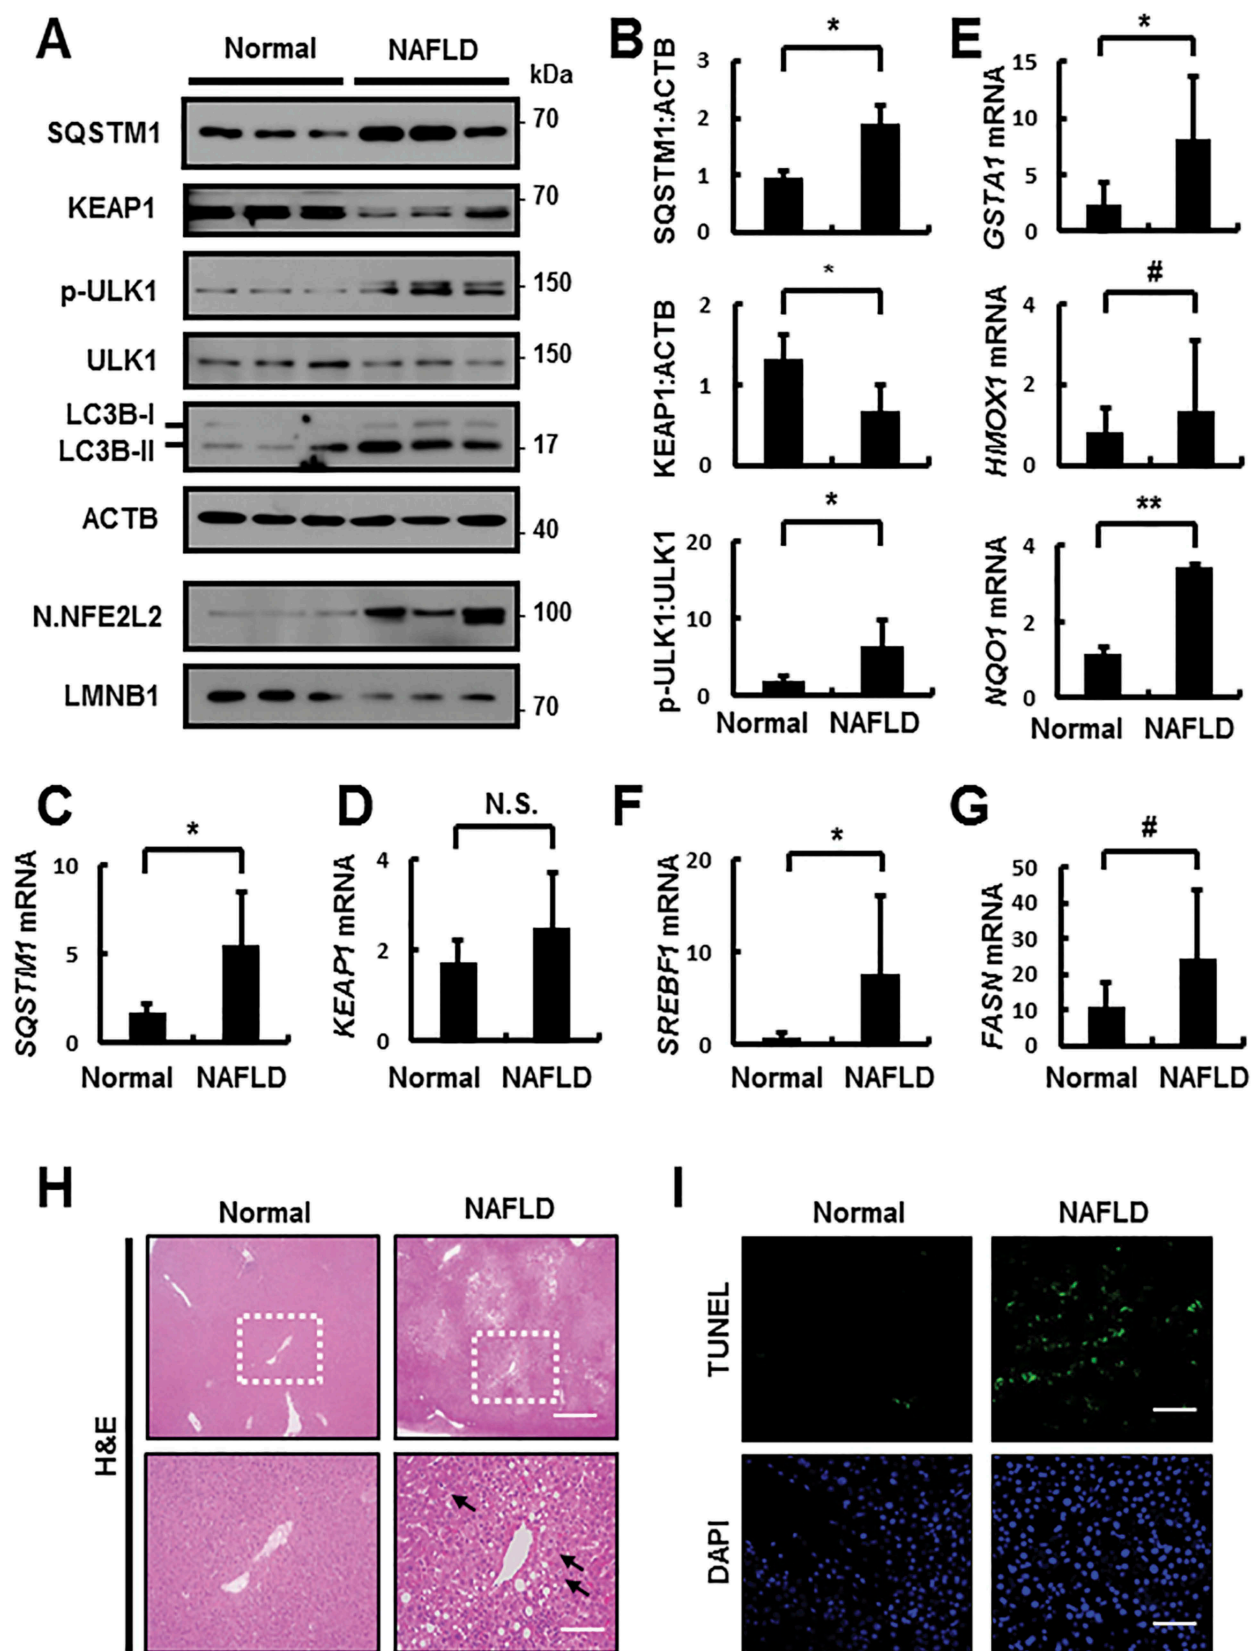 A
Normal NAFLD
kDa
SQSTM1
70
KEAP1
70
p-ULK1
150
ULK1
150
LC3B-I
LC3B-II
17
ACTB
40
N.NFE2L2
100
LMNB1
70
B
*
SQSTM1:ACTB
3
2
1
0
*
KEAP1:ACTB
2
1
0
*
p-ULK1:ULK1
20
10
0
Normal NAFLD
E
*
GSTA1 mRNA
15
10
5
0
#
HMOX1 mRNA
4
2
0
**
NQO1 mRNA
4
2
0
Normal NAFLD
C
*
SQSTM1 mRNA
10
5
0
Normal NAFLD
D
N.S.
KEAP1 mRNA
4
2
0
Normal NAFLD
F
*
SREBF1 mRNA
20
10
0
Normal NAFLD
G
#
FASN mRNA
50
40
30
20
10
0
Normal NAFLD
H
Normal NAFLD
H&E
I
Normal NAFLD
TUNEL
DAPI